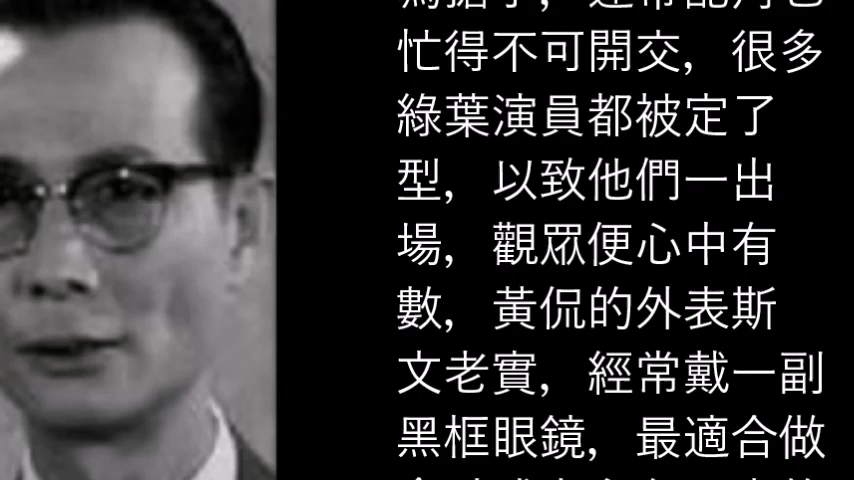 忙得不可開交，很多
綠葉演員都被定了
型，以致他們一出
場，觀眾便心中有
數，黃侃的外表斯
文老實，經常戴一副
黑框眼鏡，最適合做